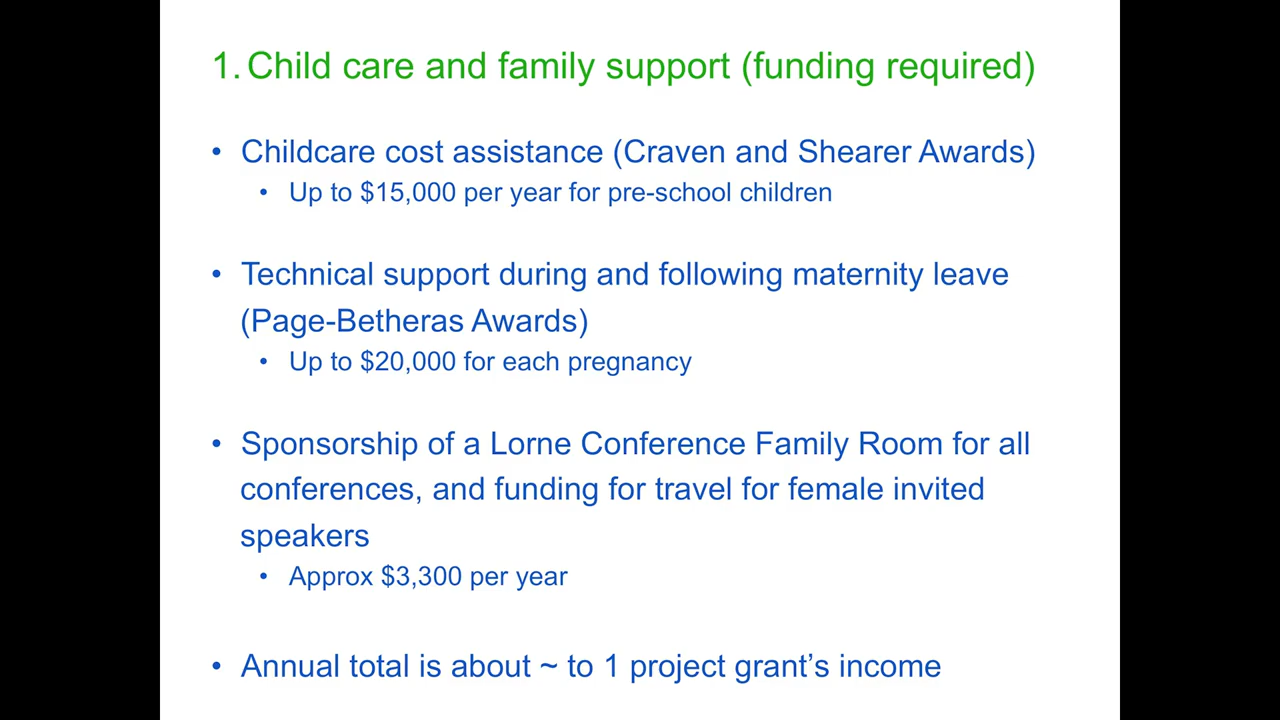 1. Child care and family support (funding required)
• Childcare cost assistance (Craven and Shearer Awards)
• Up to $15,000 per year for pre-school children
• Technical support during and following maternity leave
(Page-Betheras Awards)
• Up to $20,000 for each pregnancy
• Sponsorship of a Lorne Conference Family Room for all
conferences, and funding for travel for female invited
speakers
• Approx $3,300 per year
• Annual total is about ~ to 1 project grant’s income